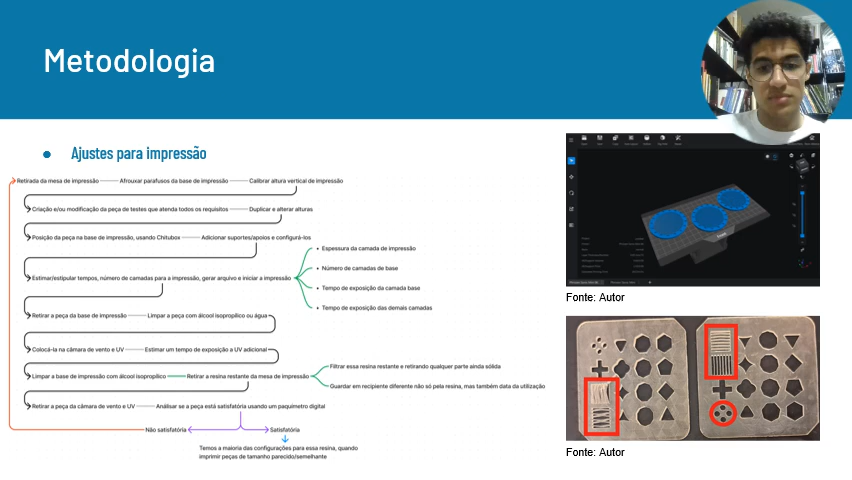 Metodologia
Ajustes para impressão
Retirada da mesa de impressão
Afrouxar parafusos da base de impressão
Calibrar altura vertical de impressão
Criação e/ou modificação da peça de testes que atenda todos os requisitos
Duplicar e alterar alturas
Posição da peça na base de impressão, usando Chitubox
Adicionar suportes/apoios e configurá-los
Espessura da camada de impressão
Número de camadas de base
Estimar/estipular tempos, número de camadas para a impressão, gerar arquivo e iniciar a impressão
Tempo de exposição da camada base
Tempo de exposição das demais camadas
Retirar a peça da base de impressão
Limpar a peça com álcool isopropílico ou água
Colocá-la na câmara de vento e UV
Estimar um tempo de exposição a UV adicional
Limpar a base de impressão com álcool isopropílico
Retirar a resina restante da mesa de impressão
Filtrar essa resina restante e retirando qualquer parte ainda sólida
Guardar em recipiente diferente não só pela resina, mas também data da utilização
Retirar a peça da câmara de vento e UV
Análisar se a peça está satisfatória usando um paquímetro digital
Não satisfatória
Satisfatória
Temos a maioria das configurações para essa resina, quando
imprimir peças de tamanho parecido/semelhante
Fonte: Autor
Fonte: Autor